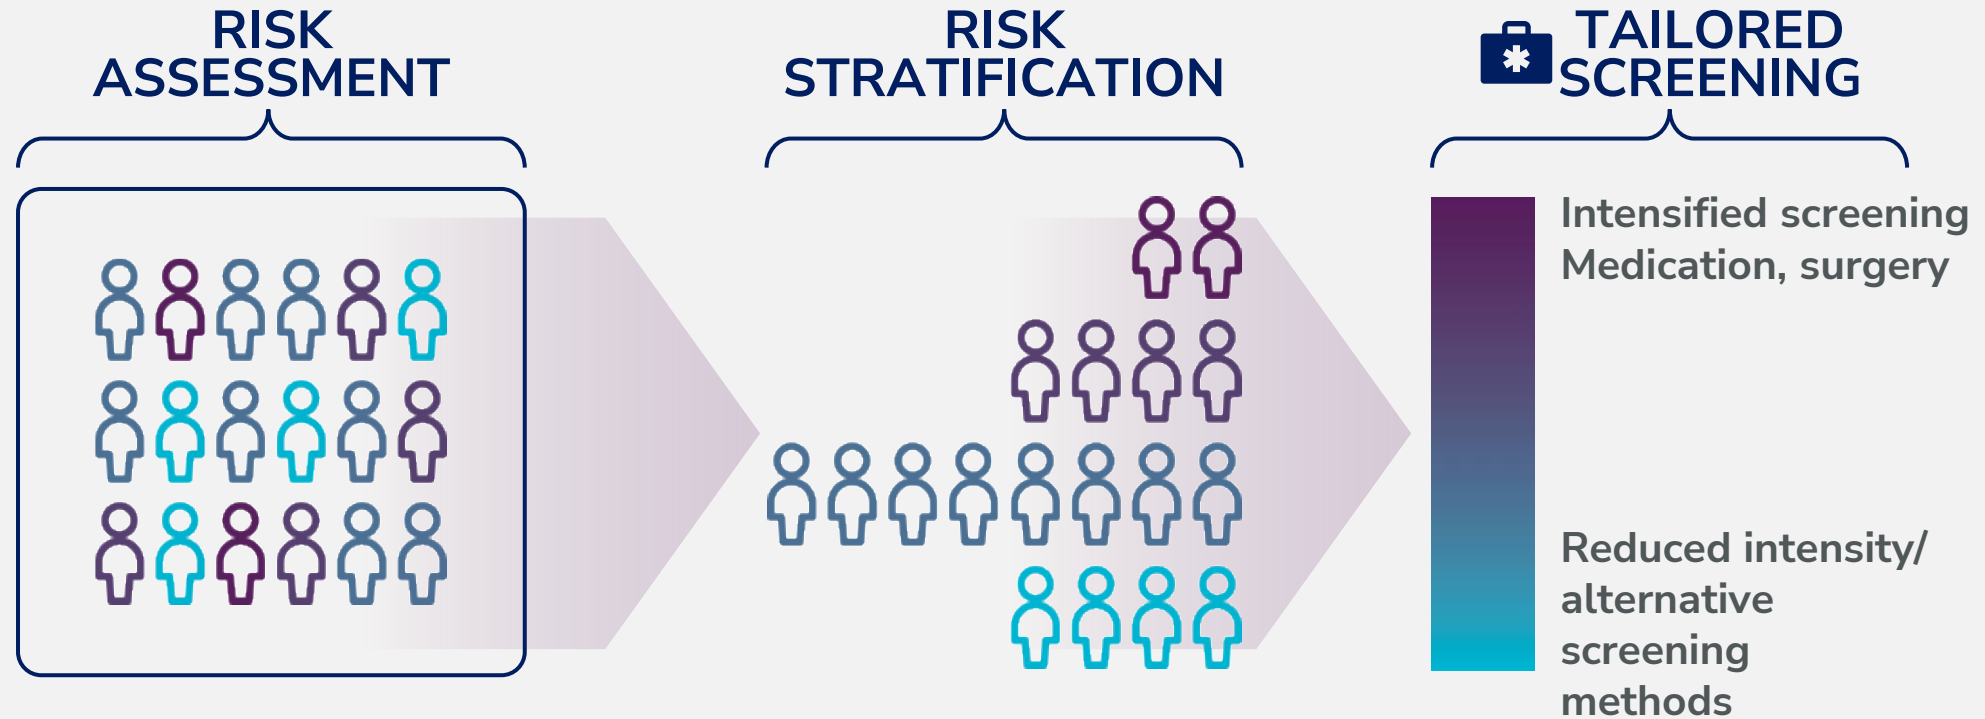 RISK
ASSESSMENT
RISK
STRATIFICATION
TAILORED
SCREENING
Intensified screening
Medication, surgery
Reduced intensity/
alternative
screening
methods